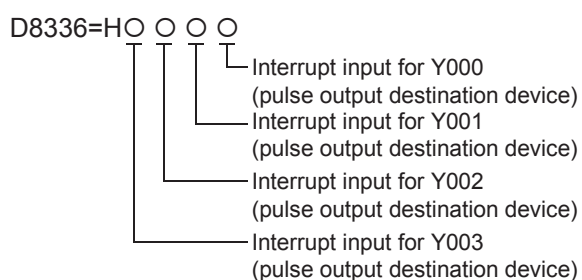 D8336=H○ ○ ○ ○
Interrupt input for Y000
(pulse output destination device)
Interrupt input for Y001
(pulse output destination device)
Interrupt input for Y002
(pulse output destination device)
Interrupt input for Y003
(pulse output destination device)